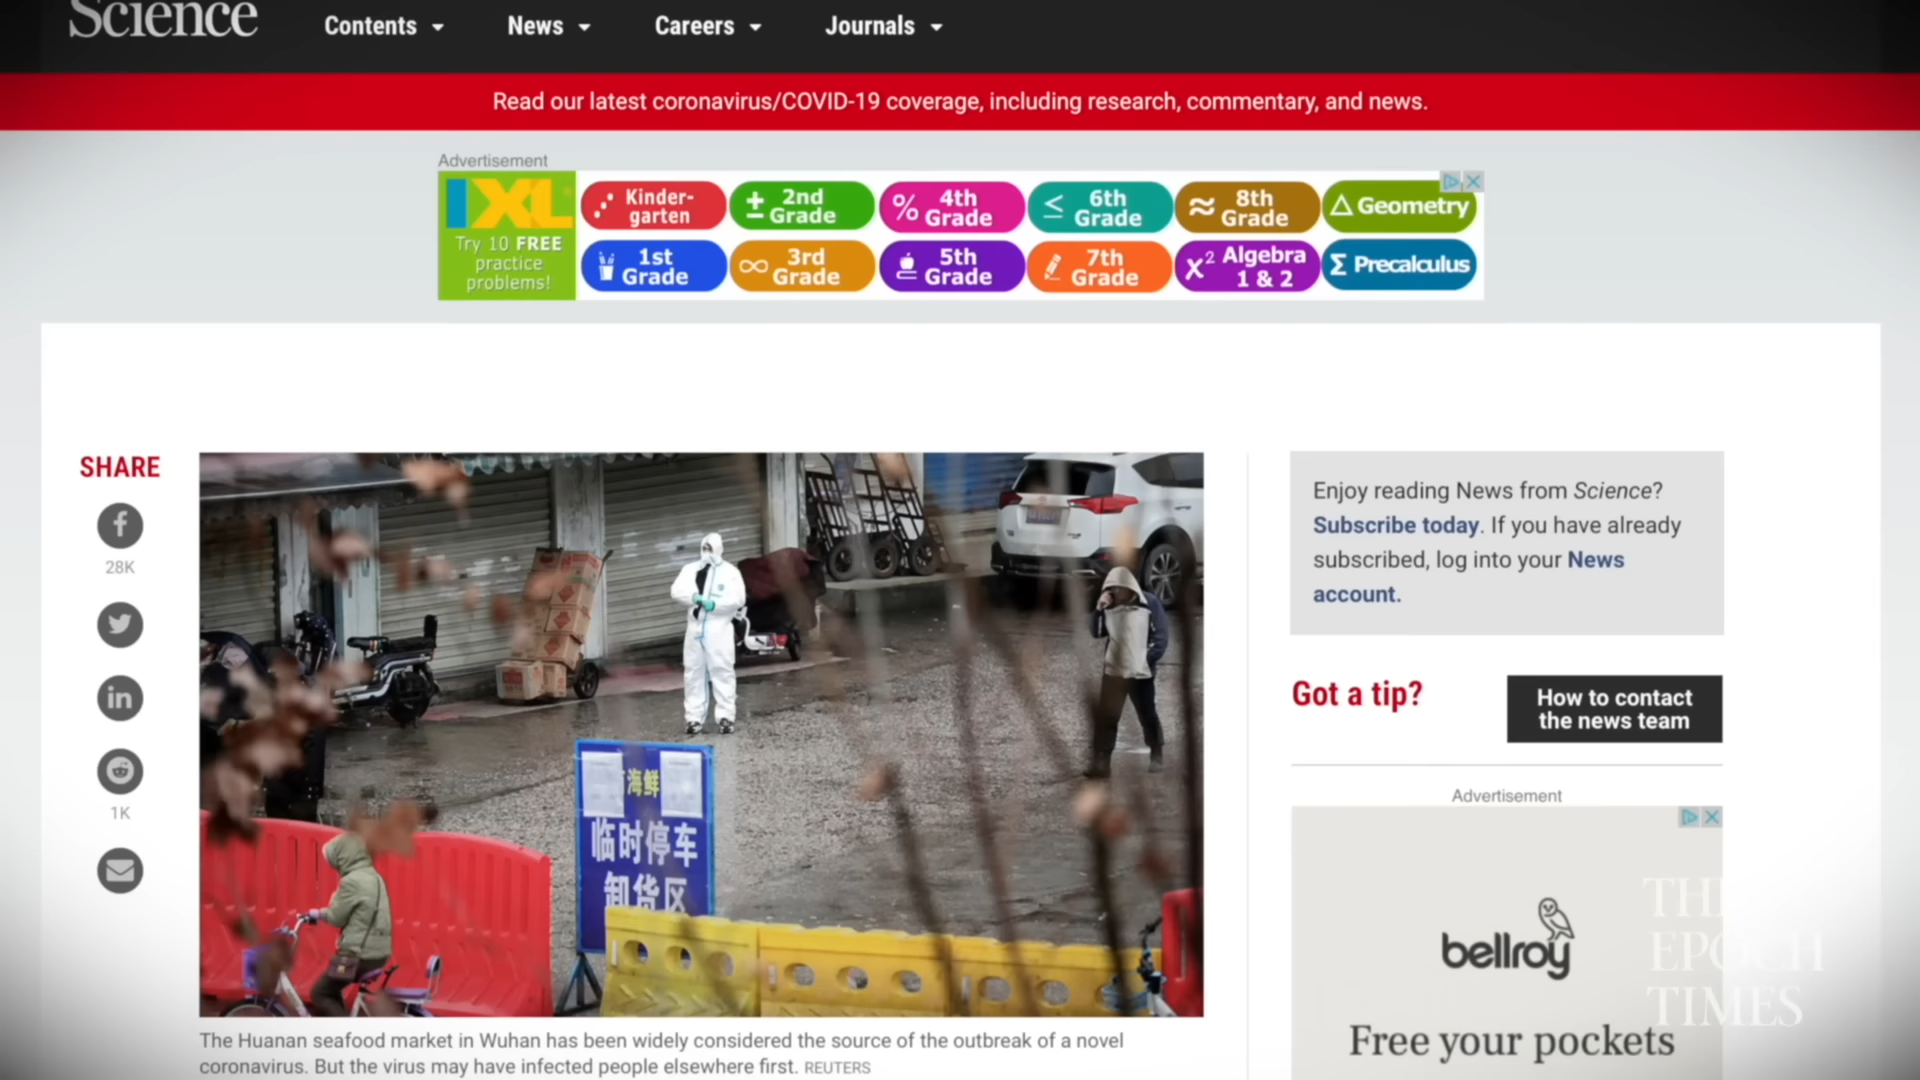 Science
Contents
News
Careers
Journals
Read our latest coronavirus/COVID-19 coverage, including research, commentary, and news.
Advertisement
IXL
Try 10 FREE
practice
problems!
Kinder-
garten
2nd
Grade
4th
Grade
6th
Grade
8th
Grade
Geometry
1st
Grade
3rd
Grade
5th
Grade
7th
Grade
Algebra
1 & 2
Precalculus
SHARE
28K
1K
海鲜
临时停车
卸货区
The Huanan seafood market in Wuhan has been widely considered the source of the outbreak of a novel
coronavirus. But the virus may have infected people elsewhere first. REUTERS
Enjoy reading News from Science?
Subscribe today. If you have already
subscribed, log into your News
account.
Got a tip?
How to contact
the news team
Advertisement
bellroy
Free your pockets
THE
EPOCH
TIMES